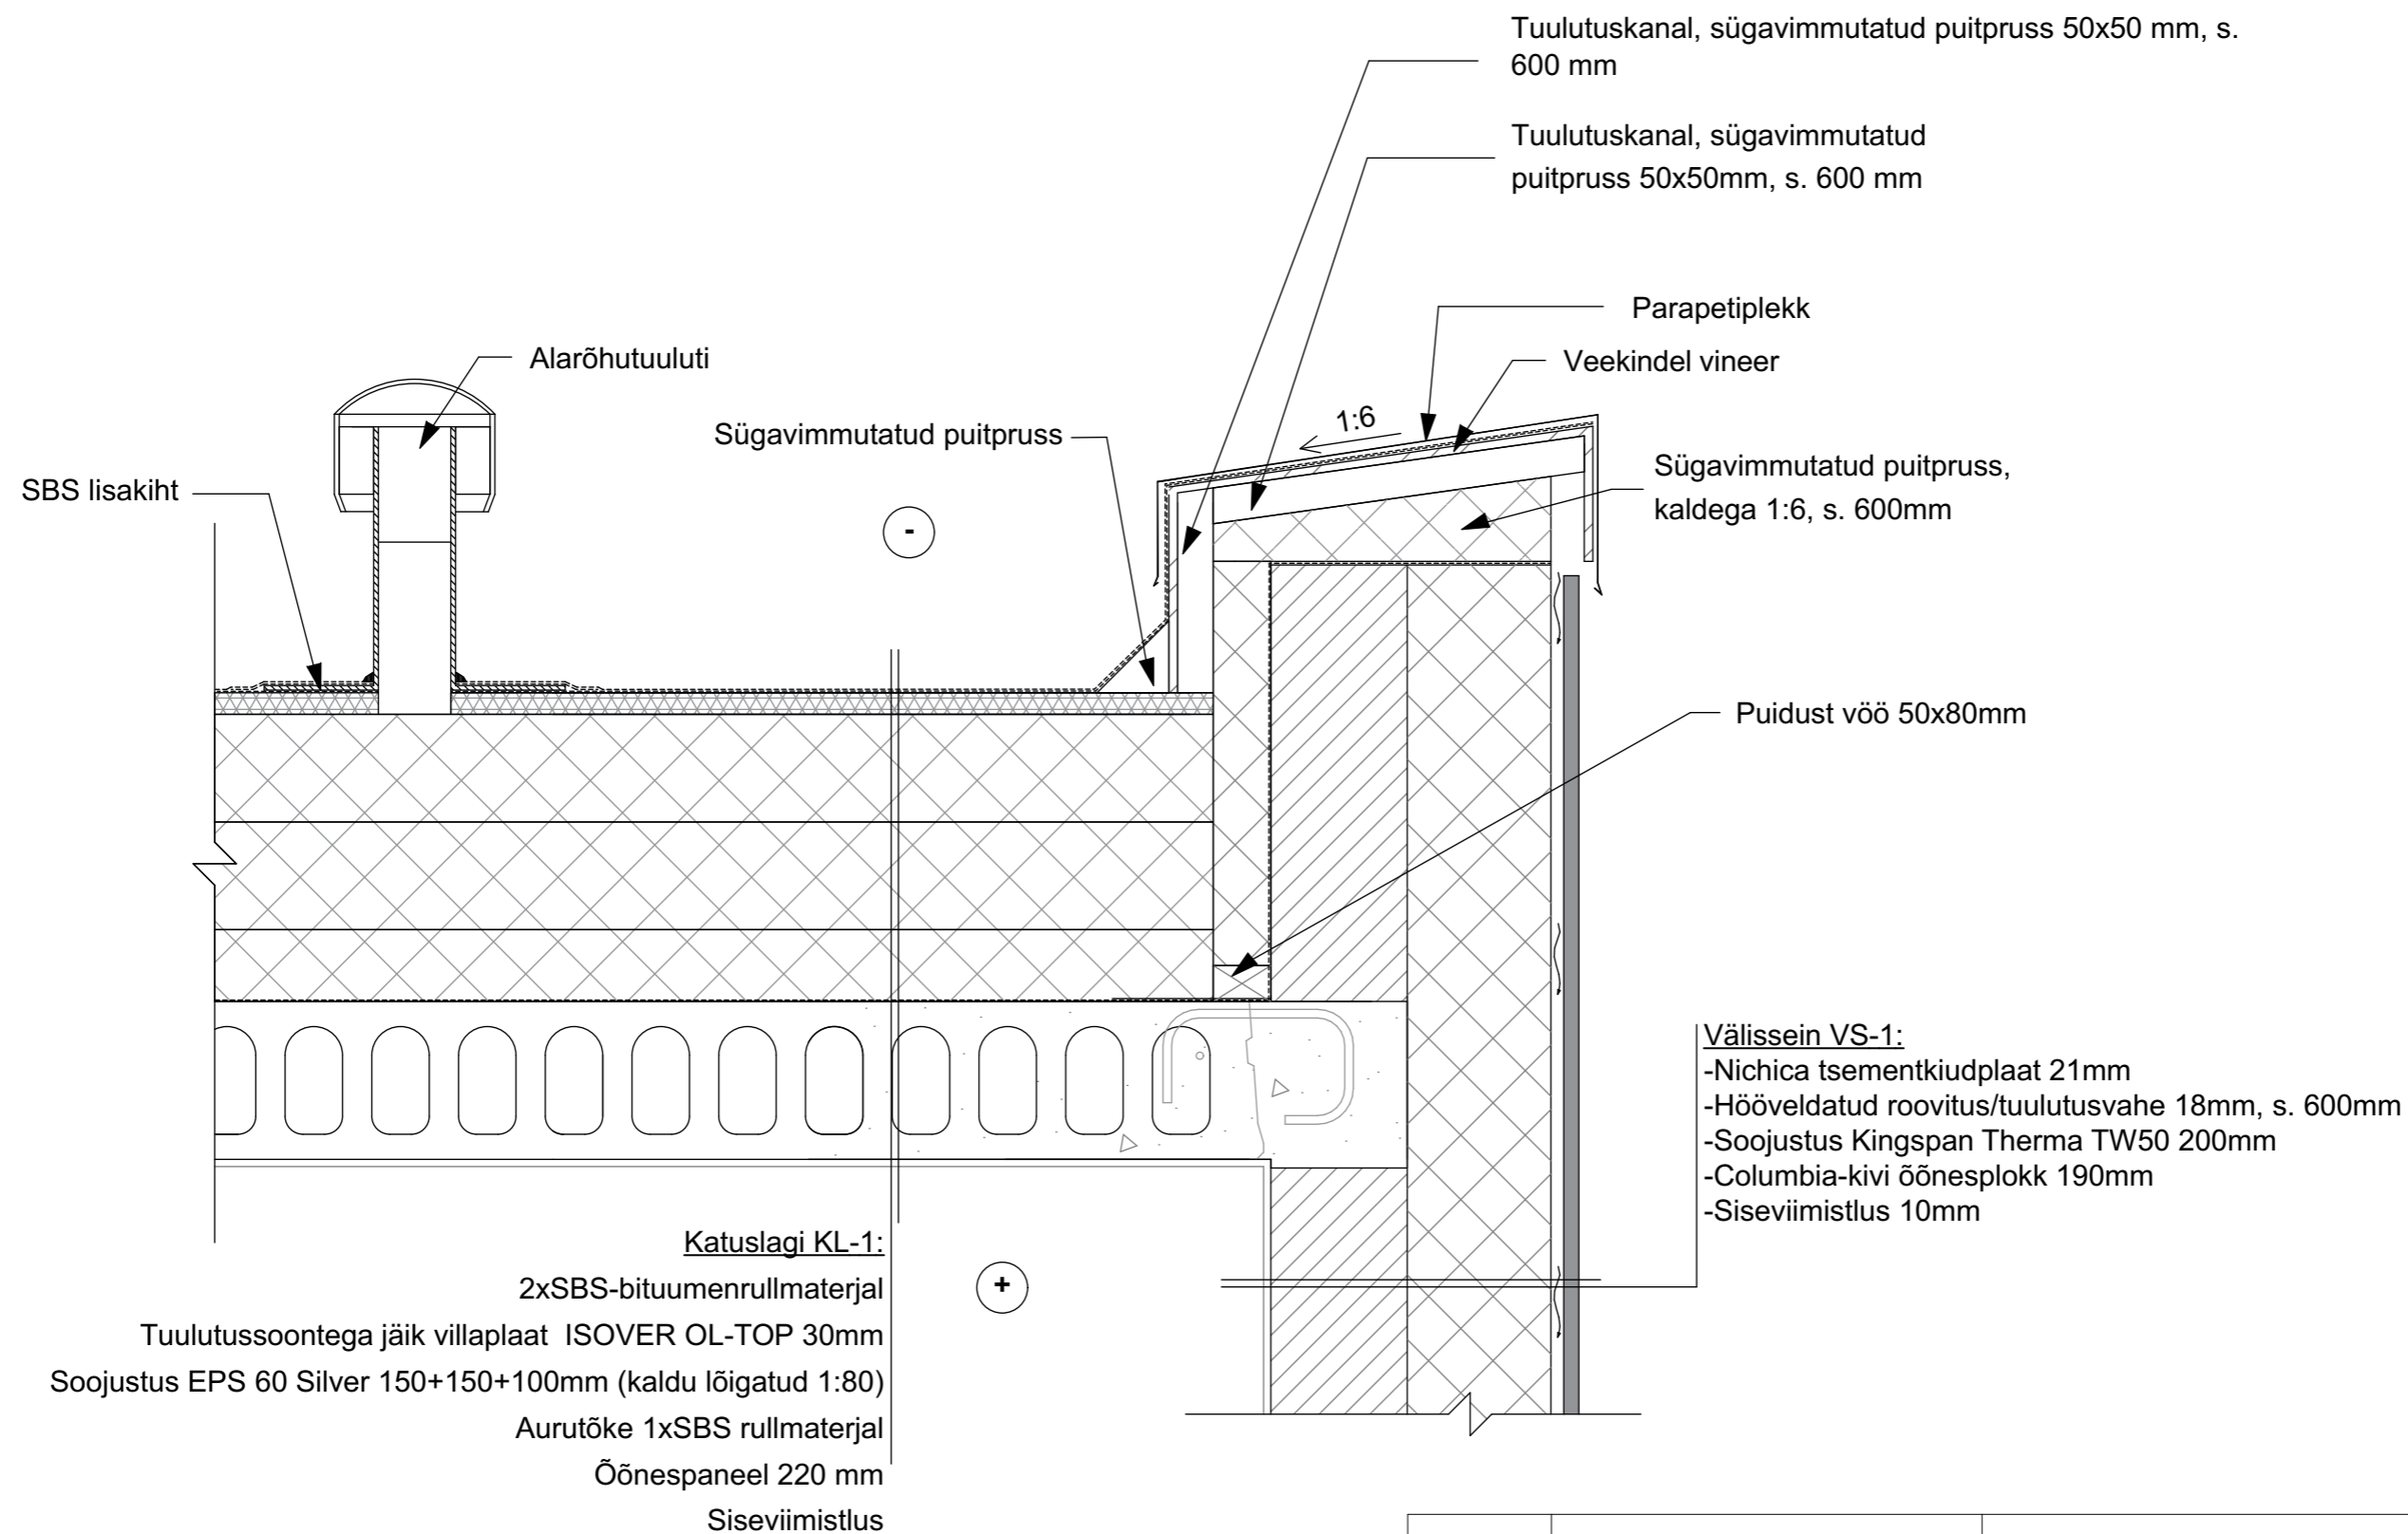 Tuulutuskanal, sügavimmutatud puitpruss 50x50 mm, s.
600 mm
Tuulutuskanal, sügavimmutatud
puitpruss 50x50mm, s. 600 mm
Parapetiplekk
Alarõhutuuluti
Veekindel vineer
1:6
Sügavimmutatud puitpruss
Sügavimmutatud puitpruss,
kaldega 1:6, s. 600mm
SBS lisakiht
-
Puidust vöö 50x80mm
Välissein VS-1:
-Nichica tsementkiudplaat 21mm
-Hööveldatud roovitus/tuulutusvahe 18mm, s. 600mm
-Soojustus Kingspan Therma TW50 200mm
-Columbia-kivi õõnesplokk 190mm
-Siseviimistlus 10mm
Katuslagi KL-1:
2xSBS-bituumenrullmaterjal
Tuulutussoontega jäik villaplaat ISOVER OL-TOP 30mm
Soojustus EPS 60 Silver 150+150+100mm (kaldu lõigatud 1:80)
Aurutõke 1xSBS rullmaterjal
Õõnespaneel 220 mm
Siseviimistlus
+